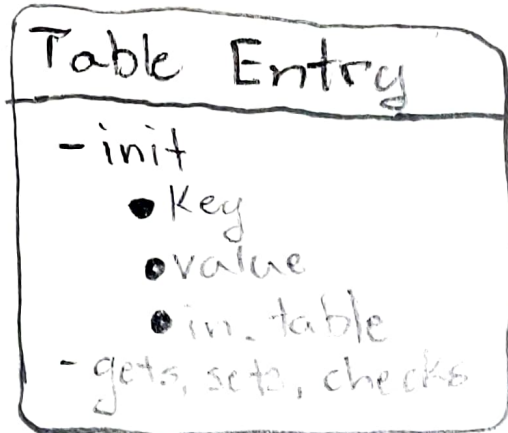 Table Entry
- init
• Key
• value
• in_table
- gets, sets, checks